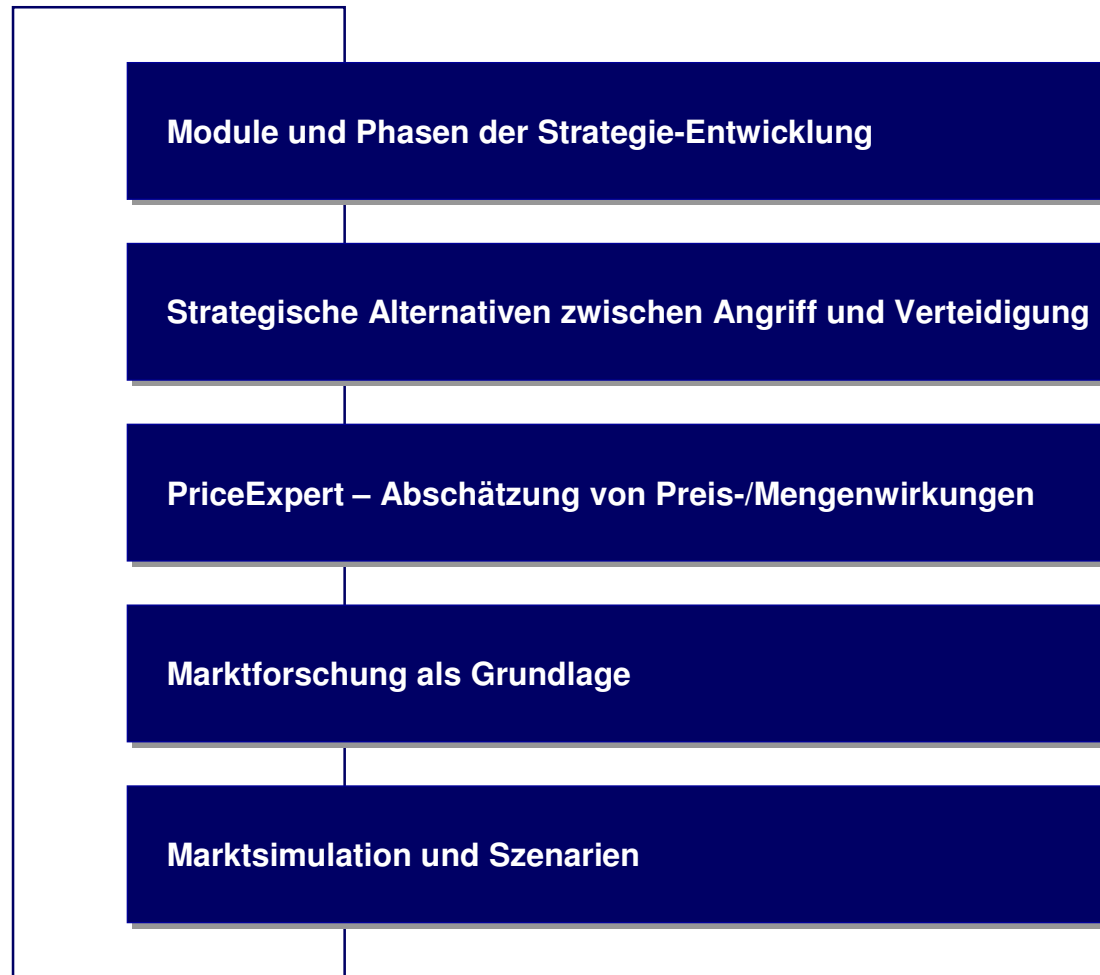 Module und Phasen der Strategie-Entwicklung
Strategische Alternativen zwischen Angriff und Verteidigung
PriceExpert – Abschätzung von Preis-/Mengenwirkungen
Marktforschung als Grundlage
Marktsimulation und Szenarien